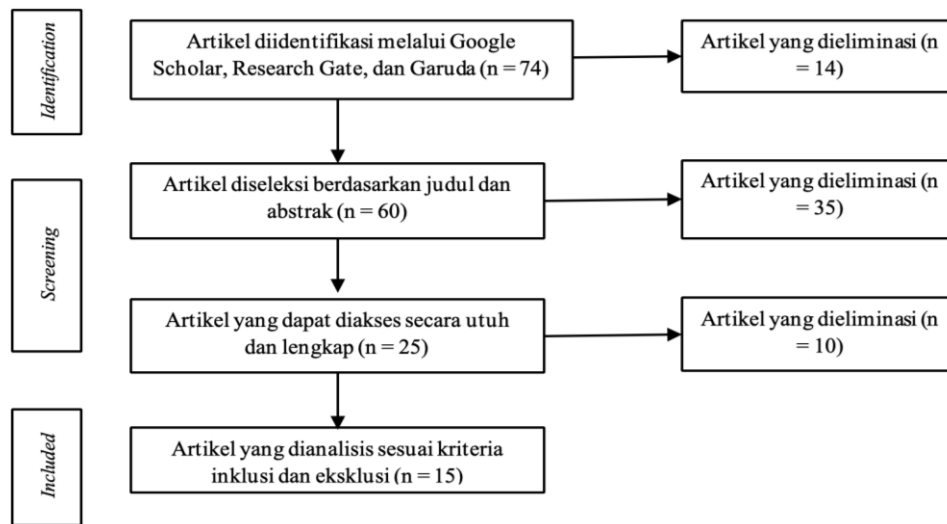 Identification
Artikel diidentifikasi melalui Google
Scholar, Research Gate, dan Garuda (n = 74)
Artikel yang dieliminasi (n
= 14)
Screening
Artikel diseleksi berdasarkan judul dan
abstrak (n = 60)
Artikel yang dieliminasi (n
= 35)
Artikel yang dapat diakses secara utuh
dan lengkap (n = 25)
Artikel yang dieliminasi (n
= 10)
Included
Artikel yang dianalisis sesuai kriteria
inklusi dan eksklusi (n = 15)